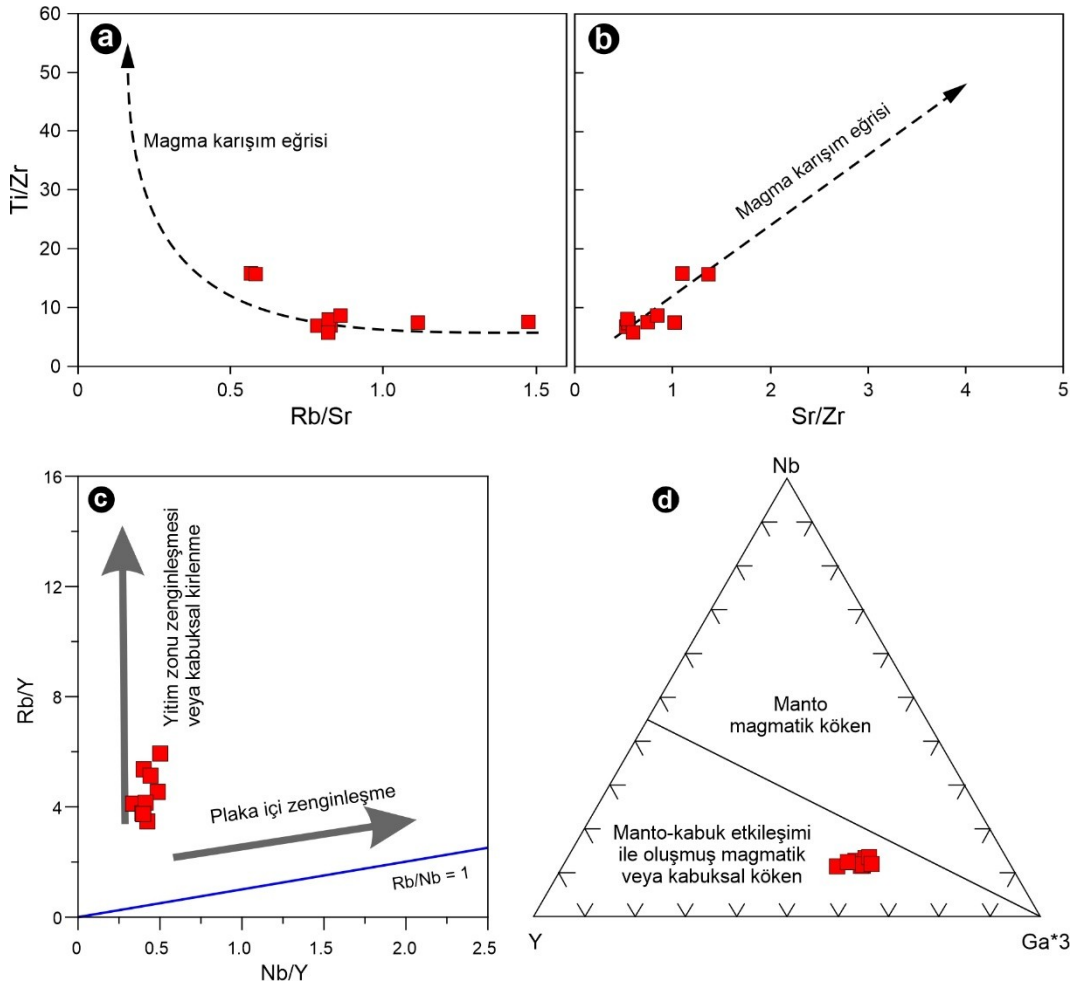 a
60
50
40
30
20
10
0
Ti/Zr
Magma karışım eğrisi
0
0.5
1.0
1.5
Rb/Sr
b
Magma karışım eğrisi
0
1
2
3
4
5
Sr/Zr
c
16
12
8
4
0
Rb/Y
Yitim zonu zenginleşmesi
veya kabuksal kirlenme
Plaka içi zenginleşme
Rb/Nb = 1
0
0.5
1.0
1.5
2.0
2.5
Nb/Y
d
Nb
Manto
magmatik köken
Manto-kabuk etkileşimi
ile oluşmuş magmatik
veya kabuksal köken
Y
Ga*3